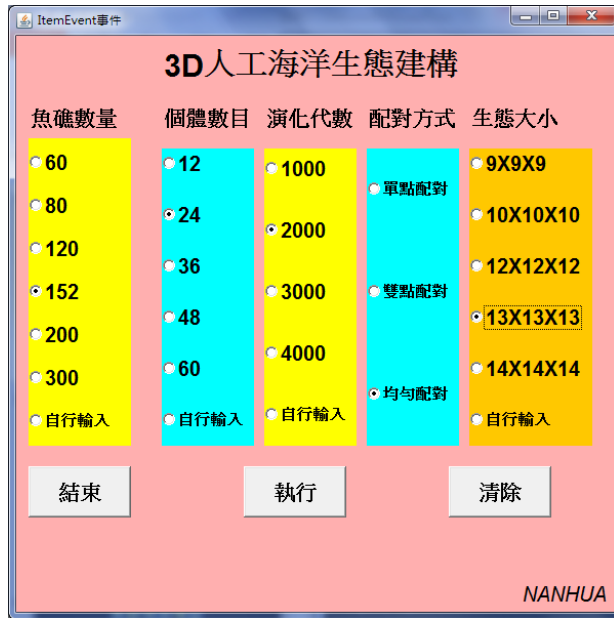 ItemEvent事件
3D人工海洋生態建構
魚礁數量
60
80
120
152
200
300
自行輸入
個體數目
12
24
36
48
60
自行輸入
演化代數
1000
2000
3000
4000
自行輸入
配對方式
單點配對
雙點配對
均勻配對
生態大小
9X9X9
10X10X10
12X12X12
13X13X13
14X14X14
自行輸入
結束
執行
清除
NANHUA